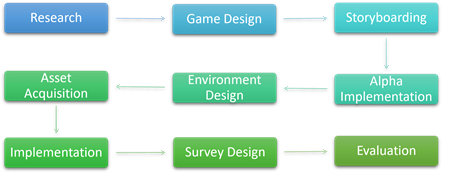 Research
Game Design
Storyboarding
Asset
Acquisition
Environment
Design
Alpha
Implementation
Implementation
Survey Design
Evaluation